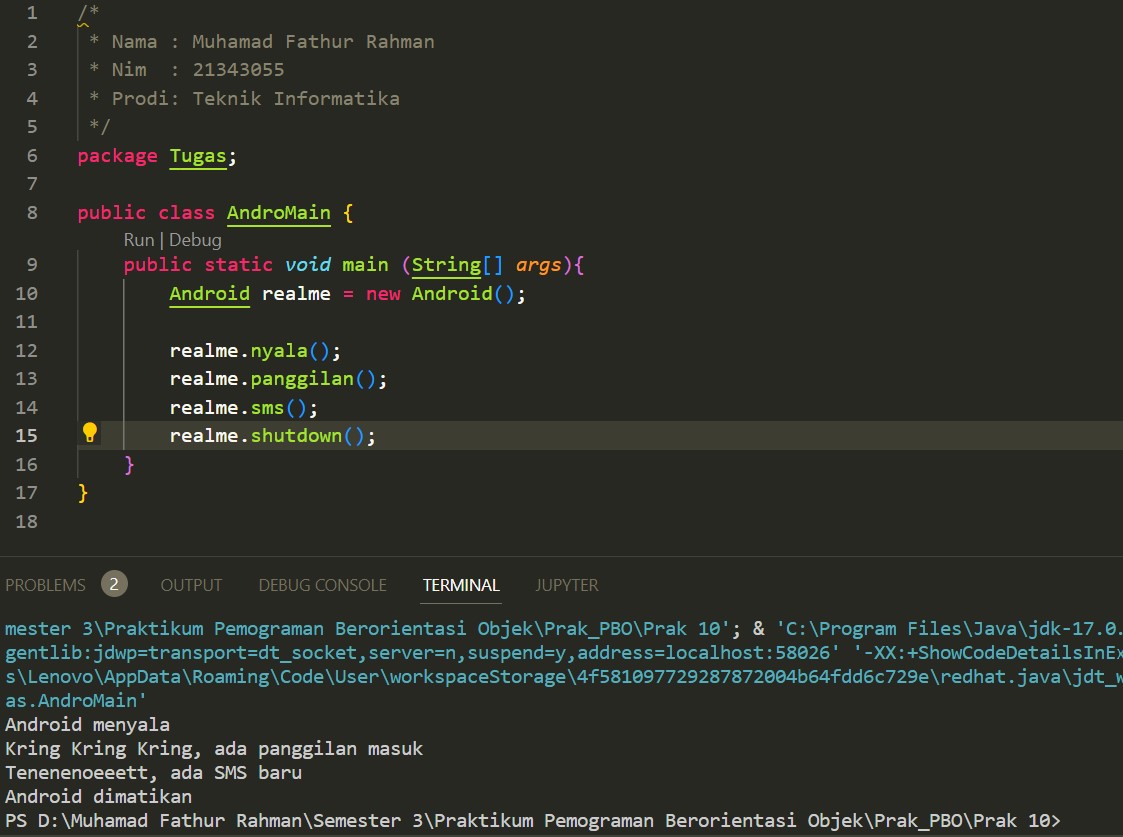 1 /*
2 * Nama : Muhamad Fathur Rahman
3 * Nim : 21343055
4 * Prodi: Teknik Informatika
5 */
6 package Tugas;
7
8 public class AndroMain {
Run | Debug
9 public static void main (String[] args){
10 Android realme = new Android();
11
12 realme.nyala();
13 realme.panggilan();
14 realme.sms();
15 realme.shutdown();
16 }
17 }
18
PROBLEMS 2 OUTPUT DEBUG CONSOLE TERMINAL JUPYTER
mester 3\Praktikum Pemograman Berorientasi Objek\Prak_PBO\Prak 10'; & 'C:\Program Files\Java\jdk-17.0.
gentlib:jdwp=transport=dt_socket,server=n,suspend=y,address=localhost:58026' '-XX:+ShowCodeDetailsInEx
s\Lenovo\AppData\Roaming\Code\User\workspaceStorage\4f581097729287872004b64fdd6c729e\redhat.java\jdt_w
as.AndroMain'
Android menyala
Kring Kring Kring, ada panggilan masuk
Tenenenoeeett, ada SMS baru
Android dimatikan
PS D:\Muhamad Fathur Rahman\Semester 3\Praktikum Pemograman Berorientasi Objek\Prak_PBO\Prak 10>